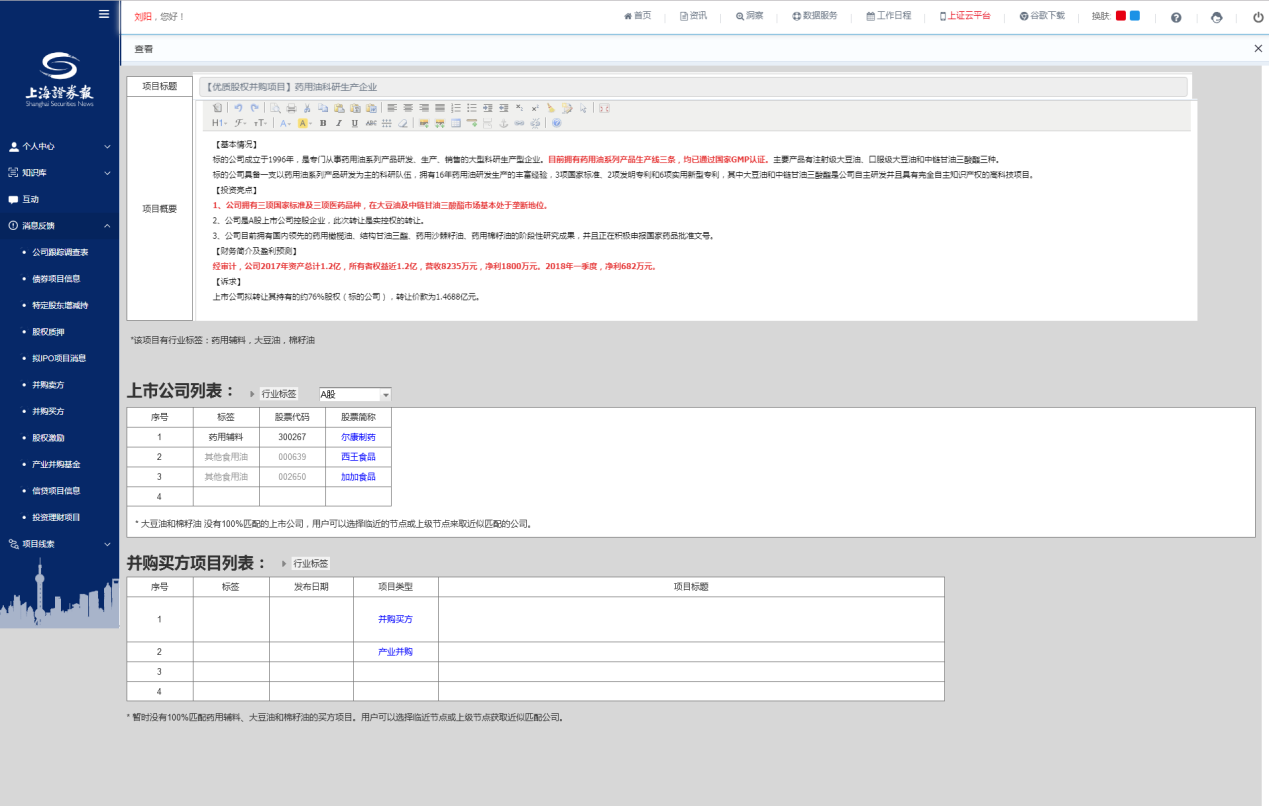 刘阳，您好！
首页
资讯
洞察
数据服务
工作日程
上证云平台
谷歌下载
换肤:
查看
上海證券報
Shanghai Securities News
个人中心
知识库
互动
消息反馈
公司跟踪调查表
债券项目信息
特定股东增减持
股权质押
拟IPO项目消息
并购卖方
并购买方
股权激励
产业并购基金
信贷项目信息
投资理财项目
项目线索
项目标题
【优质股权并购项目】药用油科研生产企业
项目概要
【基本情况】
标的公司成立于1996年，是专门从事药用油系列产品研发、生产、销售的大型科研生产型企业。目前拥有药用油系列产品生产线三条，均已通过国家GMP认证。主要产品有注射级大豆油、口服级大豆油和中链甘油三酸酯三种。
标的公司具备一支以药用油系列产品研发为主的科研队伍，拥有16年药用油研发生产的丰富经验，3项国家标准、2项发明专利和6项实用新型专利，其中大豆油和中链甘油三酸酯是公司自主研发并且具有完全自主知识产权的高科技项目。
【投资亮点】
1、公司拥有三项国家标准及三项医药品种，在大豆油及中链甘油三酸酯市场基本处于垄断地位。
2、公司是A股上市公司控股企业，此次转让是实控权的转让。
3、公司目前拥有国内领先的药用橄榄油、结构甘油三酯、药用沙棘籽油、药用棉籽油的阶段性研究成果，并且正在积极申报国家药品批准文号。
【财务简介及盈利预测】
经审计，公司2017年资产总计1.2亿，所有者权益近1.2亿，营收8235万元，净利1800万元。2018年一季度，净利682万元。
【诉求】
上市公司拟转让其持有的约76%股权（标的公司），转让价款为1.4688亿元。
*该项目有行业标签：药用辅料，大豆油，棉籽油
上市公司列表： 行业标签 A股
序号 标签 股票代码 股票简称
1 药用辅料 300267 尔康制药
2 其他食用油 000639 西王食品
3 其他食用油 002650 加加食品
4
* 大豆油和棉籽油 没有100%匹配的上市公司，用户可以选择临近的节点或上级节点来取近似匹配的公司。
并购买方项目列表： 行业标签
序号 标签 发布日期 项目类型 项目标题
1 并购买方
2 产业并购
3
4
* 暂时没有100%匹配药用辅料、大豆油和棉籽油的买方项目。用户可以选择临近节点或上级节点获取近似匹配公司。